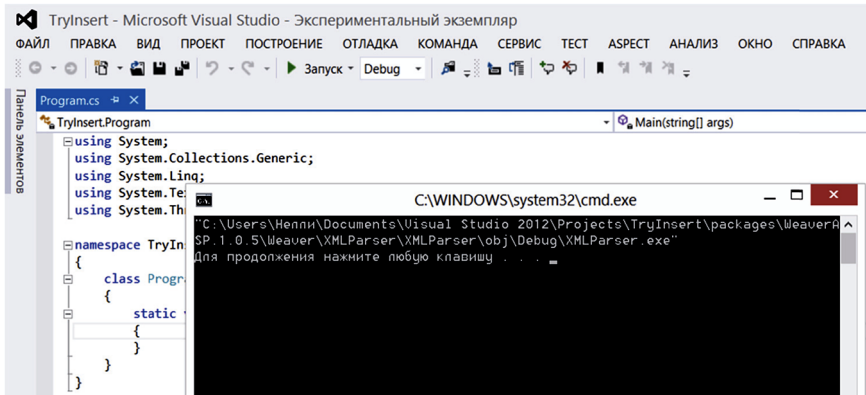 TryInsert - Microsoft Visual Studio - Экспериментальный экземпляр
ФАЙЛ ПРАВКА ВИД ПРОЕКТ ПОСТРОЕНИЕ ОТЛАДКА КОМАНДА СЕРВИС ТЕСТ ASPECT АНАЛИЗ ОКНО СПРАВКА
Запуск Debug
Панель элементов
Program.cs
TryInsert.Program Main(string[] args)
using System;
using System.Collections.Generic;
using System.Linq;
using System.Te
using System.Th
C:\WINDOWS\system32\cmd.exe
"C:\Users\Нелли\Documents\Visual Studio 2012\Projects\TryInsert\packages\WeaverA
SP.1.0.5\Weaver\XMLParser\XMLParser\obj\Debug\XMLParser.exe"
Для продолжения нажмите любую клавишу . . .
namespace TryIn
{
class Progr
{
static
{
}
}
}